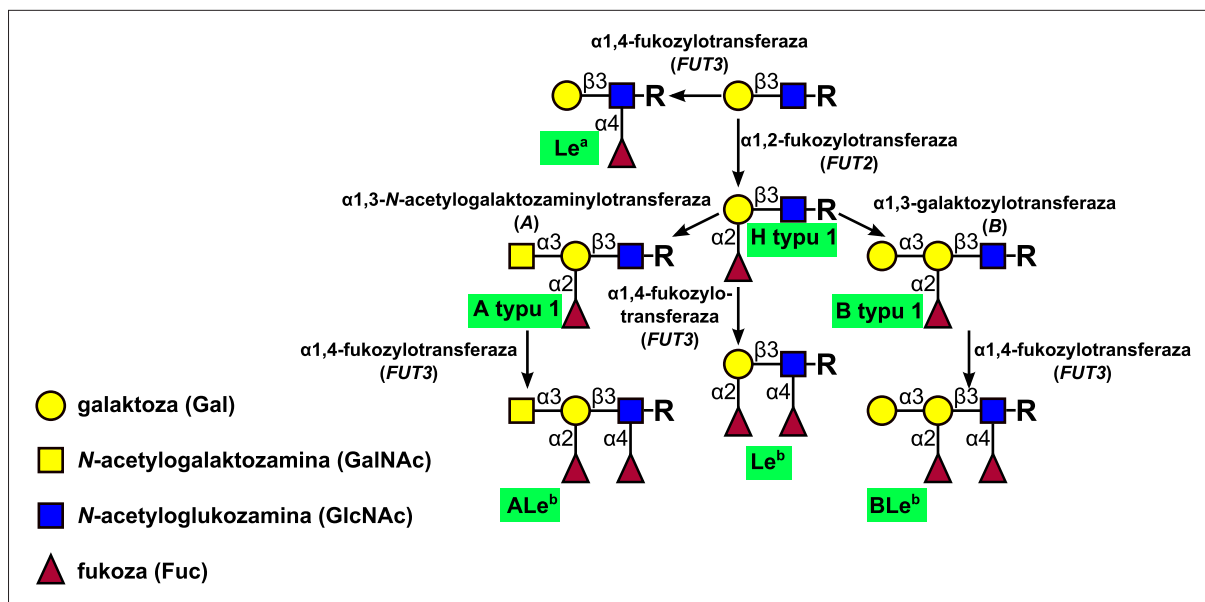 α1,4-fukozylotransferaza
(FUT3)
β3
R
α4
Leᵃ
β3
R
α1,2-fukozylotransferaza
(FUT2)
β3
R
α2
H typu 1
α1,3-N-acetylogalaktozaminylotransferaza
(A)
α1,3-galaktozylotransferaza
(B)
α3
β3
R
α2
A typu 1
α1,4-fukozylo-
transferaza
(FUT3)
α3
β3
R
α2
B typu 1
α1,4-fukozylotransferaza
(FUT3)
β3
R
α2
α4
Leᵇ
α1,4-fukozylotransferaza
(FUT3)
α3
β3
R
α2
α4
ALeᵇ
α3
β3
R
α2
α4
BLeᵇ
galaktoza (Gal)
N-acetylogalaktozamina (GalNAc)
N-acetyloglukozamina (GlcNAc)
fukoza (Fuc)